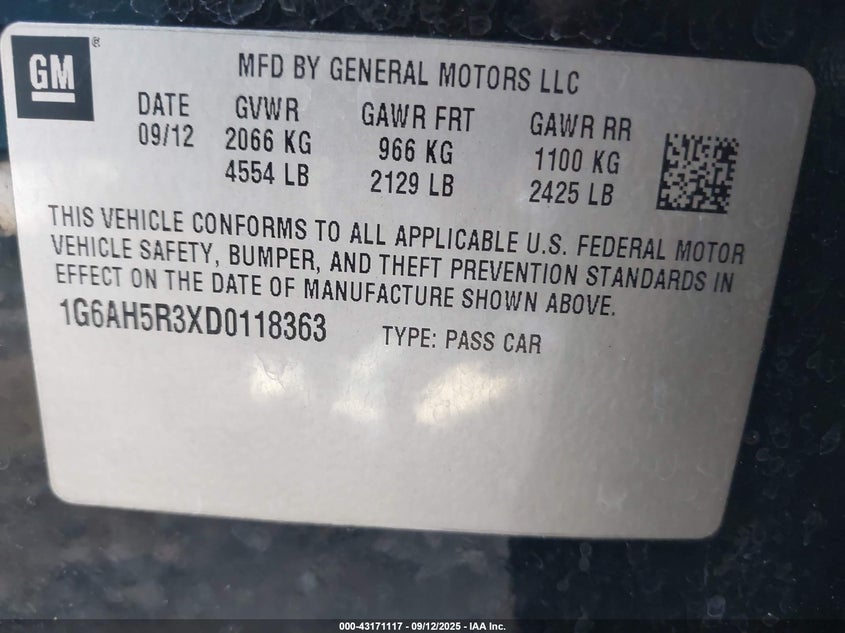 GM
®
MFD BY GENERAL MOTORS LLC
DATE GVWR GAWR FRT GAWR RR
09/12 2066 KG 966 KG 1100 KG
4554 LB 2129 LB 2425 LB
THIS VEHICLE CONFORMS TO ALL APPLICABLE U.S. FEDERAL MOTOR
VEHICLE SAFETY, BUMPER, AND THEFT PREVENTION STANDARDS IN
EFFECT ON THE DATE OF MANUFACTURE SHOWN ABOVE.
1G6AH5R3XD0118363 TYPE: PASS CAR
000-43171117 - 09/12/2025 - IAA Inc.